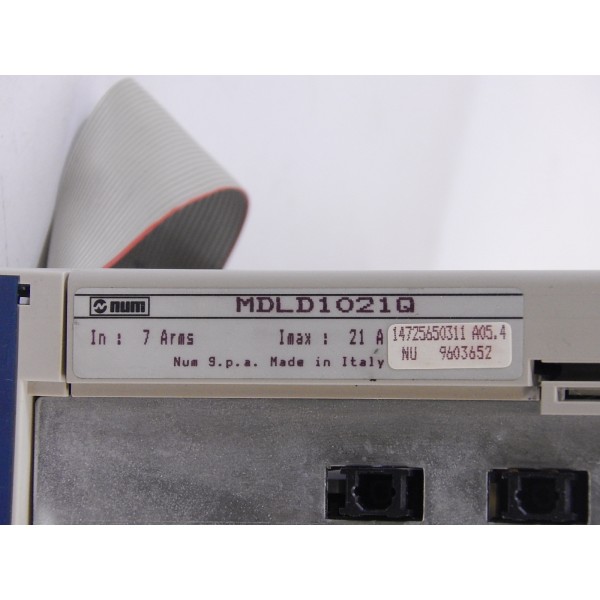 num MDLD1021Q
In : 7 Arms Imax : 21 A
Num S.p.a. Made in Italy
14725650311 A05.4
NU 9603652